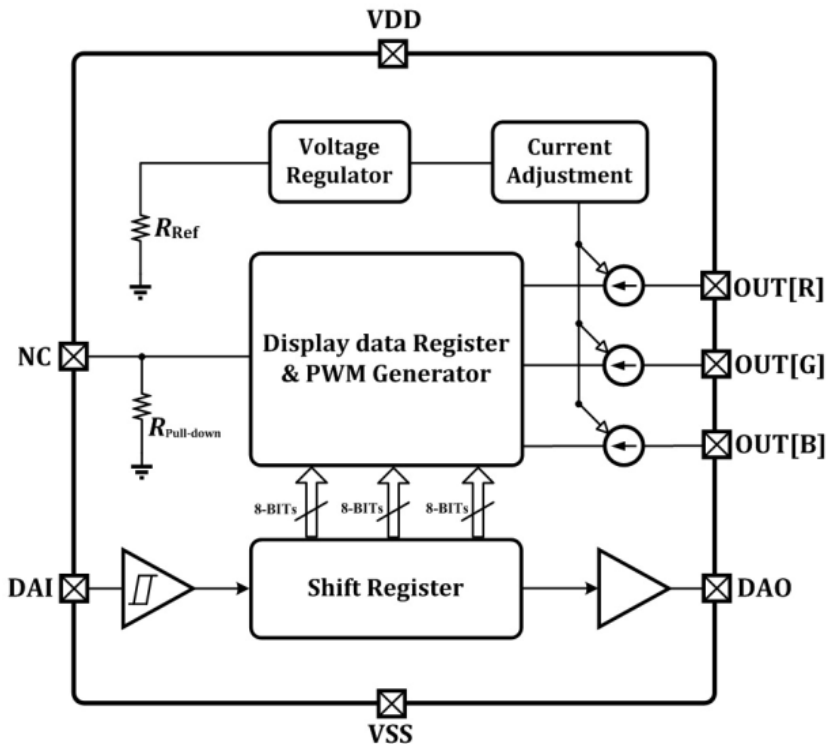 VDD
Voltage
Regulator
Current
Adjustment
RRef
OUT[R]
NC
Display data Register
& PWM Generator
OUT[G]
RPull-down
OUT[B]
8-BITs
8-BITs
8-BITs
DAI
Shift Register
DAO
VSS